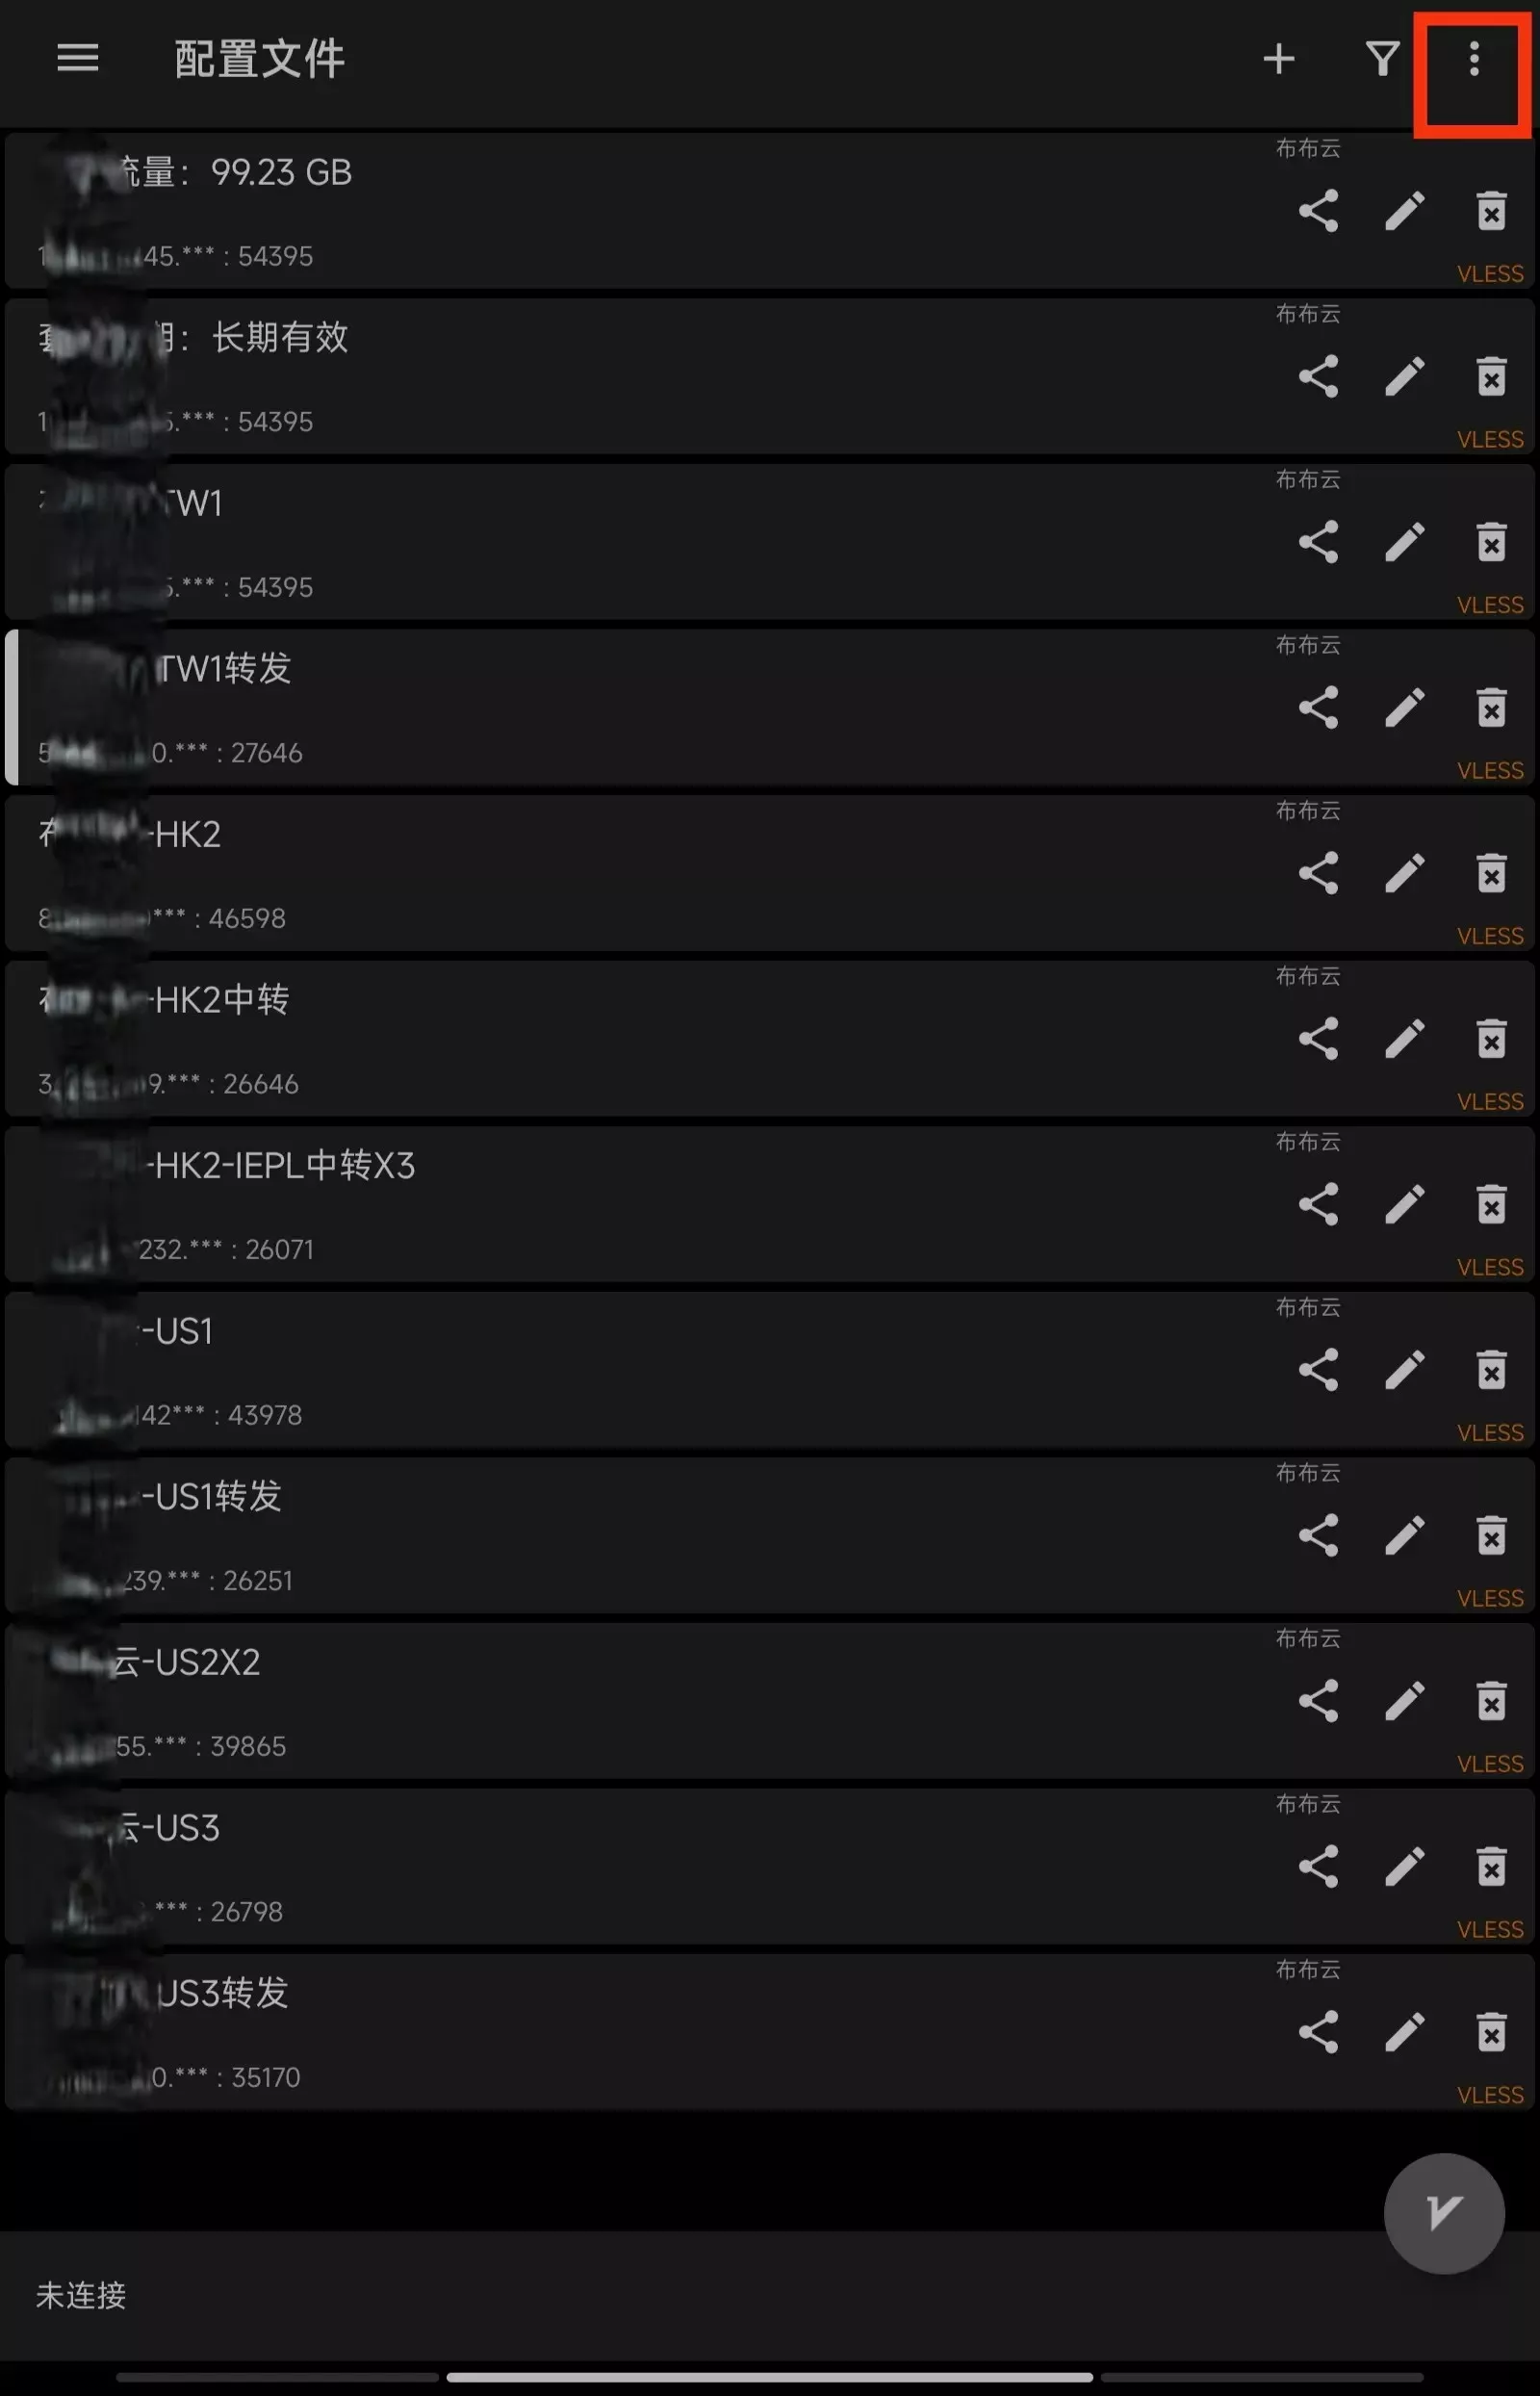 配置文件
布布云
流量：99.23 GB
45.*** : 54395
VLESS
布布云
期：长期有效
5.*** : 54395
VLESS
布布云
TW1
5.*** : 54395
VLESS
布布云
TW1转发
0.*** : 27646
VLESS
布布云
-HK2
*** : 46598
VLESS
布布云
-HK2中转
9.*** : 26646
VLESS
布布云
-HK2-IEPL中转X3
232.*** : 26071
VLESS
布布云
-US1
142*** : 43978
VLESS
布布云
-US1转发
239.*** : 26251
VLESS
布布云
云-US2X2
55.*** : 39865
VLESS
布布云
云-US3
*** : 26798
VLESS
布布云
US3转发
0.*** : 35170
VLESS
未连接